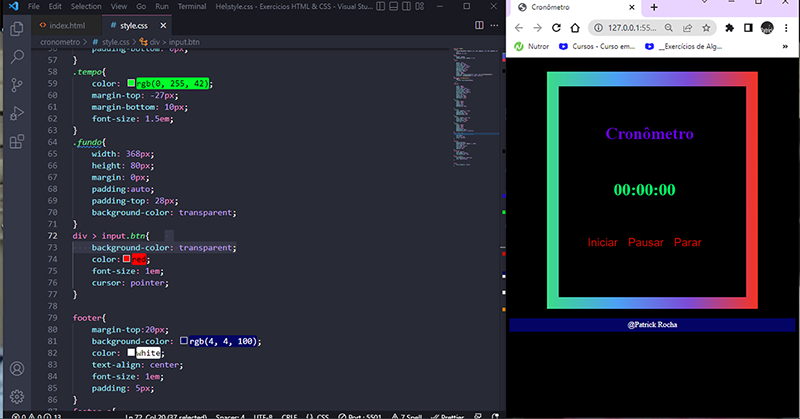 Go Run Terminal Help
style.css - Exercicios HTML & CSS - Visual Stu...
index.html
style.css
cronometro > # style.css > div > input.btn
56 padding-bottom: 0px;
57 }
58 .tempo{
59 color: rgb(0, 255, 42);
60 margin-top: -27px;
61 margin-bottom: 10px;
62 font-size: 1.5em;
63 }
64 .fundo{
65 width: 368px;
66 height: 80px;
67 margin: 0px;
68 padding:auto;
69 padding-top: 28px;
70 background-color: transparent;
71 }
72 div > input.btn{
73 background-color: transparent;
74 color: red;
75 font-size: 1em;
76 cursor: pointer;
77 }
78
79 footer{
80 margin-top:20px;
81 background-color: rgb(4, 4, 100);
82 color: white;
83 text-align: center;
84 font-size: 1em;
85 padding: 5px;
86 }
0 0 13
Ln 72, Col 20 (37 selected) Spaces: 4 UTF-8 CRLF {} CSS Port : 5501 7 Spell Prettier
Cronômetro
127.0.0.1:55...
Nutror Cursos - Curso em... __Exercícios de Alg...
Cronômetro
00:00:00
Iniciar Pausar Parar
@Patrick Rocha